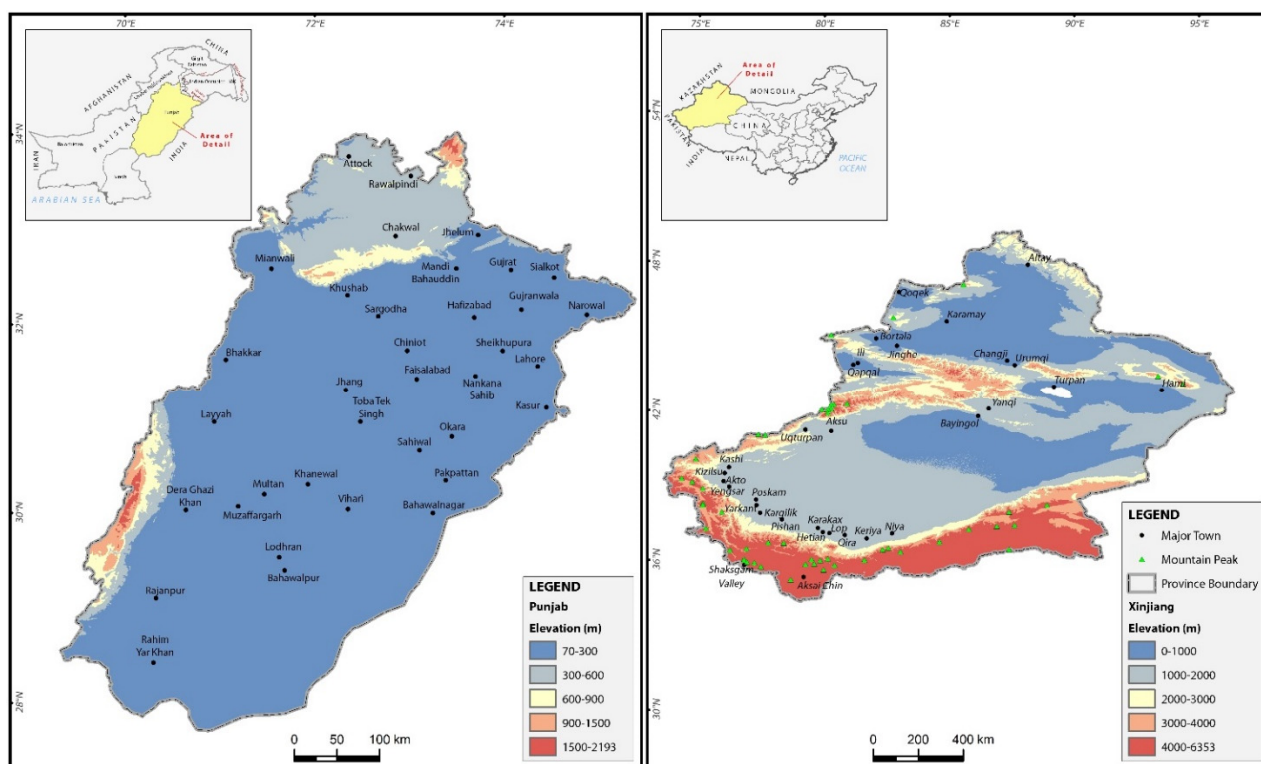 70°E
72°E
74°E
34°N
32°N
30°N
28°N
CHINA
AFGHANISTAN
PAKISTAN
IRAN
INDIA
Area of
Detail
ARABIAN SEA
Attock
Rawalpindi
Chakwal
Jhelum
Mianwali
Mandi
Bahauddin
Gujrat
Sialkot
Khushab
Sargodha
Hafizabad
Gujranwala
Narowal
Chiniot
Sheikhupura
Lahore
Bhakkar
Faisalabad
Jhang
Nankana
Sahib
Toba Tek
Singh
Kasur
Layyah
Okara
Sahiwal
Khanewal
Pakpattan
Multan
Dera Ghazi
Khan
Muzaffargarh
Vihari
Bahawalnagar
Lodhran
Bahawalpur
Rajanpur
Rahim
Yar Khan
LEGEND
Punjab
Elevation (m)
70-300
300-600
600-900
900-1500
1500-2193
0 50 100 km
75°E
80°E
85°E
90°E
95°E
54°N
48°N
42°N
36°N
30°N
Area of
Detail
KAZAKHSTAN
MONGOLIA
CHINA
PAKISTAN
INDIA
NEPAL
PACIFIC
OCEAN
Altay
Qoqek
Karamay
Bortala
Jinghe
Ili
Qapqal
Changji
Urumqi
Turpan
Hami
Yanqi
Bayingol
Aksu
Uqturpan
Kashi
Kizilsu
Akto
Yengsar
Poskam
Yarkant
Kargilik
Pishan
Karakax
Hetian
Lop
Qira
Keriya
Niya
Shaksgam
Valley
Aksai Chin
LEGEND
Major Town
Mountain Peak
Province Boundary
Xinjiang
Elevation (m)
0-1000
1000-2000
2000-3000
3000-4000
4000-6353
0 200 400 km